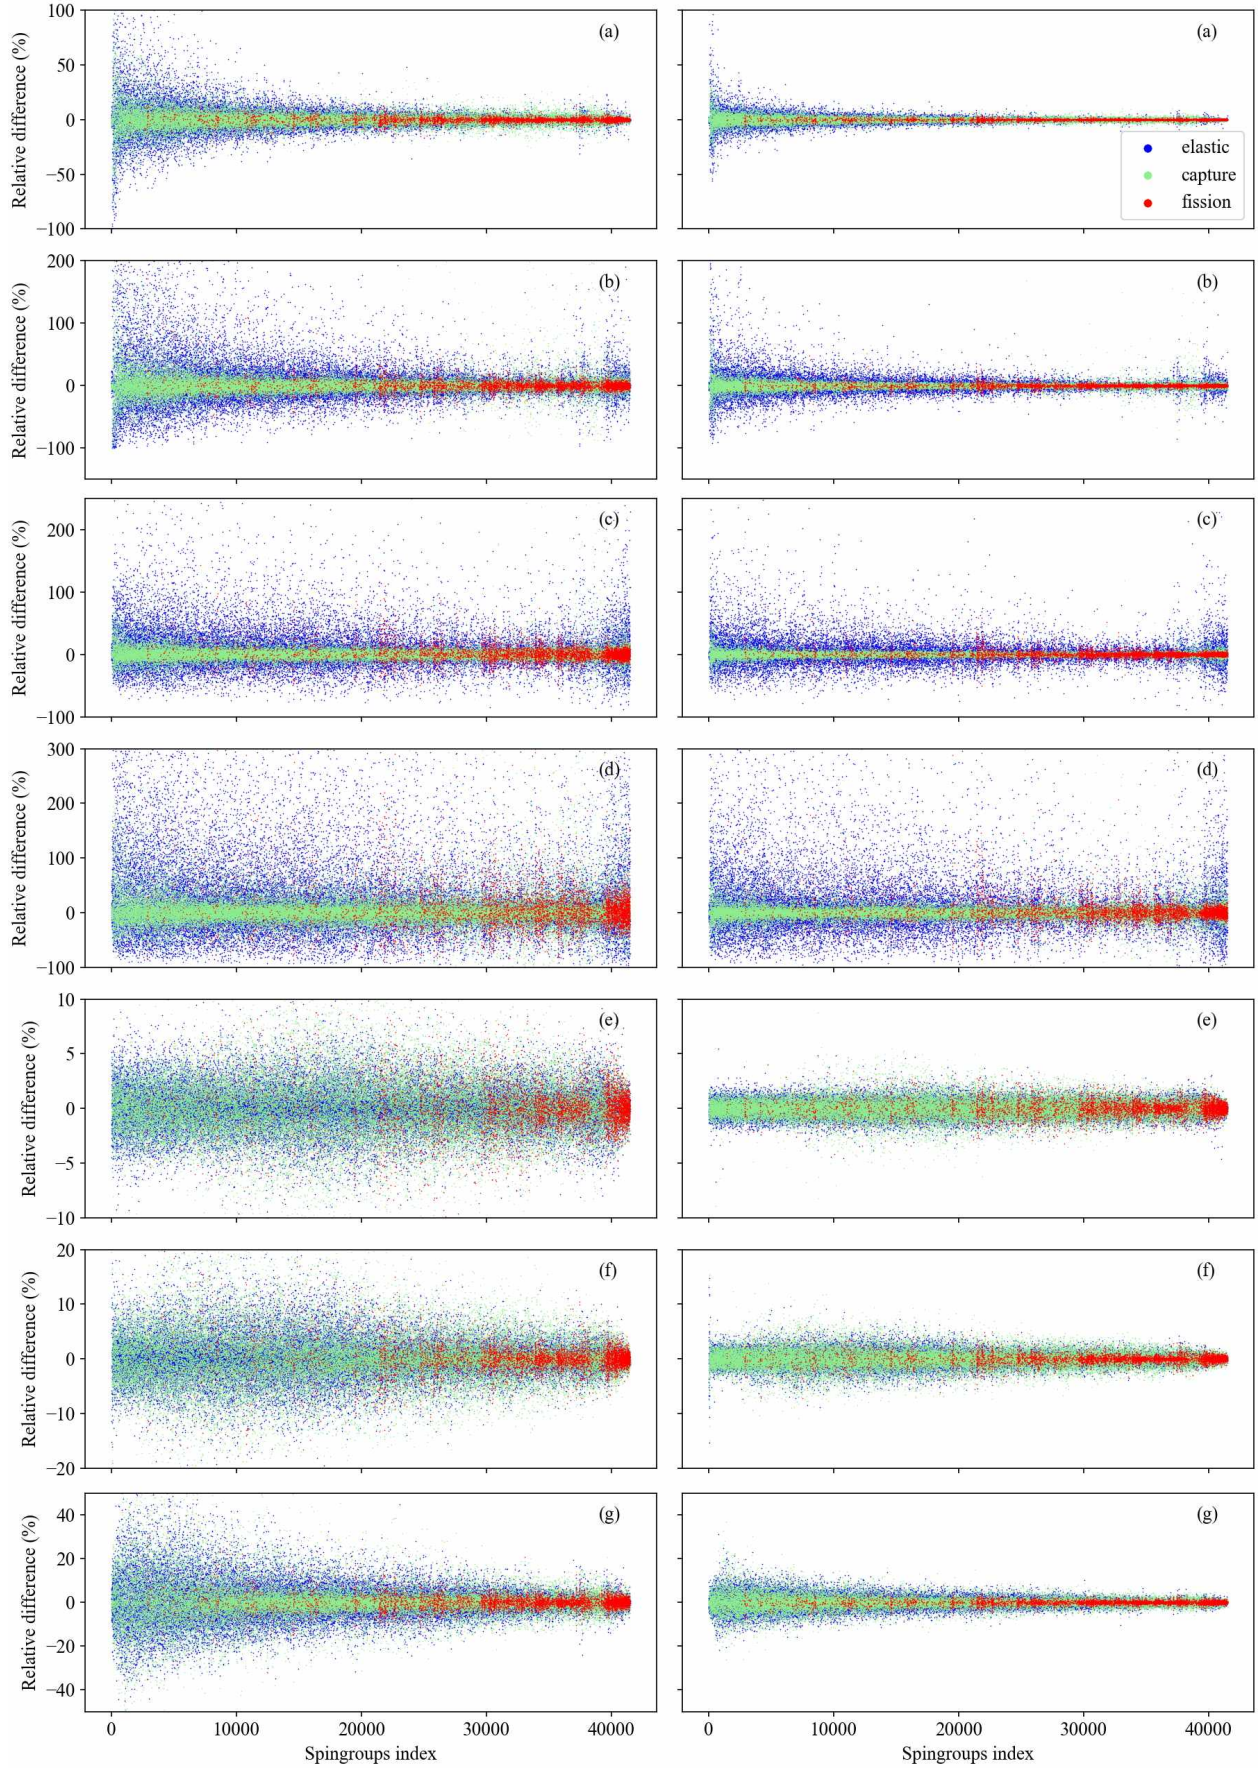 Relative difference (%)
100
50
0
−50
−100
(a)
(a)
elastic
capture
fission
Relative difference (%)
200
100
0
−100
(b)
(b)
Relative difference (%)
200
100
0
−100
(c)
(c)
Relative difference (%)
300
200
100
0
−100
(d)
(d)
Relative difference (%)
10
5
0
−5
−10
(e)
(e)
Relative difference (%)
20
10
0
−10
−20
(f)
(f)
Relative difference (%)
40
20
0
−20
−40
(g)
(g)
0 10000 20000 30000 40000
Spingroups index
0 10000 20000 30000 40000
Spingroups index